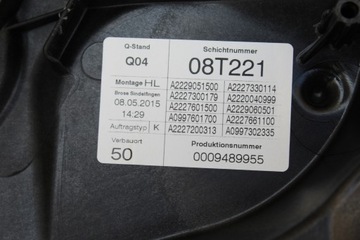 Q-Stand
Schichtnummer
Q04
08T221
Montage HL
Brose Sindelfingen
08.05.2015
14:29
Auftragstyp K
A2229051500 A2227330114
A2227300179 A2220040999
A2227601500 A2229060501
A0997601700 A2227661100
A2227200313 A0997302335
Verbauort
50
Produktionsnummer
0009489955